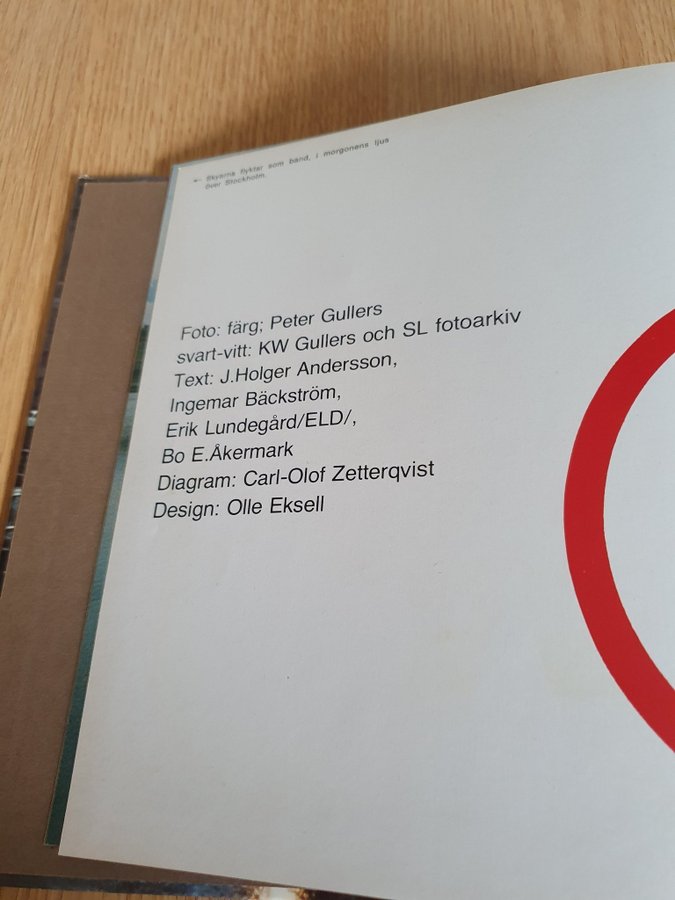 ← Skyarna flyktar som band, i morgonens ljus
över Stockholm.
Foto: färg; Peter Gullers
svart-vitt: KW Gullers och SL fotoarkiv
Text: J.Holger Andersson,
Ingemar Bäckström,
Erik Lundegård/ELD/,
Bo E.Åkermark
Diagram: Carl-Olof Zetterqvist
Design: Olle Eksell